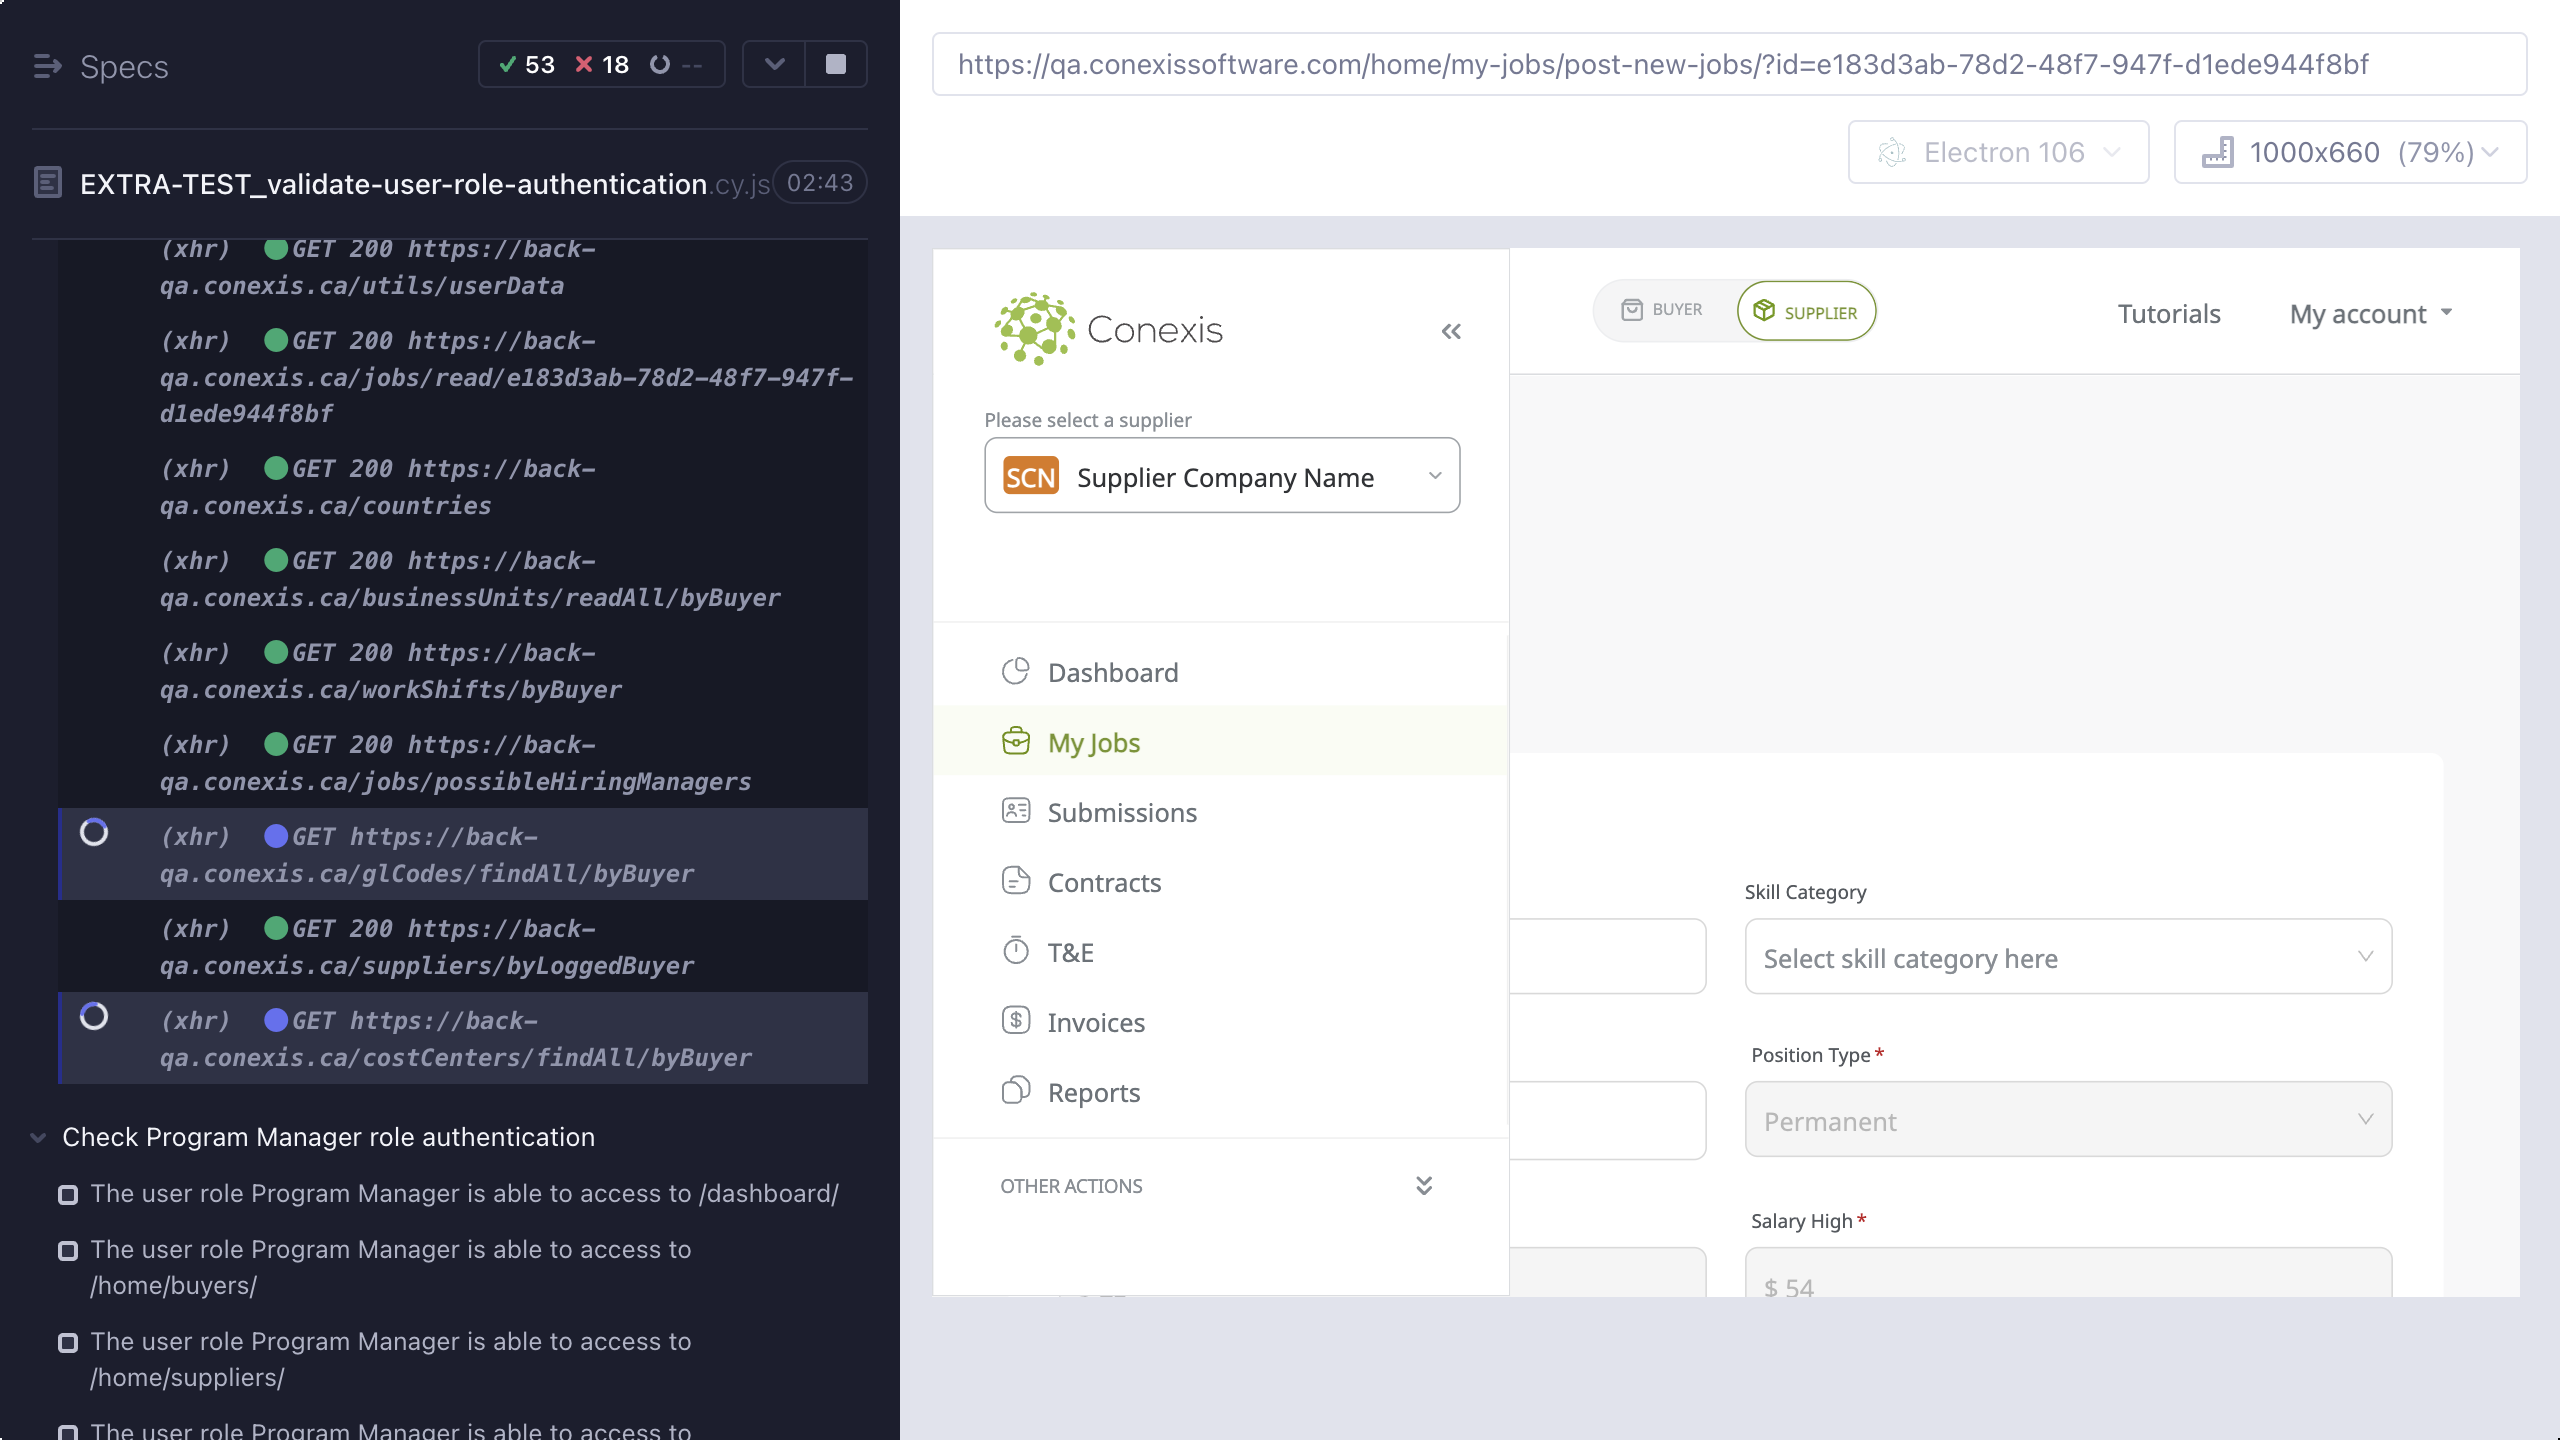 Specs
53
18
--
EXTRA-TEST_validate-user-role-authentication.cy.js
02:43
(xhr) GET 200 https://back-
qa.conexis.ca/utils/userData
(xhr) GET 200 https://back-
qa.conexis.ca/jobs/read/e183d3ab-78d2-48f7-947f-
d1ede944f8bf
(xhr) GET 200 https://back-
qa.conexis.ca/countries
(xhr) GET 200 https://back-
qa.conexis.ca/businessUnits/readAll/byBuyer
(xhr) GET 200 https://back-
qa.conexis.ca/workShifts/byBuyer
(xhr) GET 200 https://back-
qa.conexis.ca/jobs/possibleHiringManagers
(xhr) GET https://back-
qa.conexis.ca/glCodes/findAll/byBuyer
(xhr) GET 200 https://back-
qa.conexis.ca/suppliers/byLoggedBuyer
(xhr) GET https://back-
qa.conexis.ca/costCenters/findAll/byBuyer
Check Program Manager role authentication
The user role Program Manager is able to access to /dashboard/
The user role Program Manager is able to access to
/home/buyers/
The user role Program Manager is able to access to
/home/suppliers/
The user role Program Manager is able to access to
https://qa.conexissoftware.com/home/my-jobs/post-new-jobs/?id=e183d3ab-78d2-48f7-947f-d1ede944f8bf
Electron 106
1000x660 (79%)
Conexis
BUYER
SUPPLIER
Tutorials
My account
Please select a supplier
SCN
Supplier Company Name
Dashboard
My Jobs
Submissions
Contracts
T&E
Invoices
Reports
OTHER ACTIONS
Skill Category
Select skill category here
Position Type*
Permanent
Salary High*
$ 54